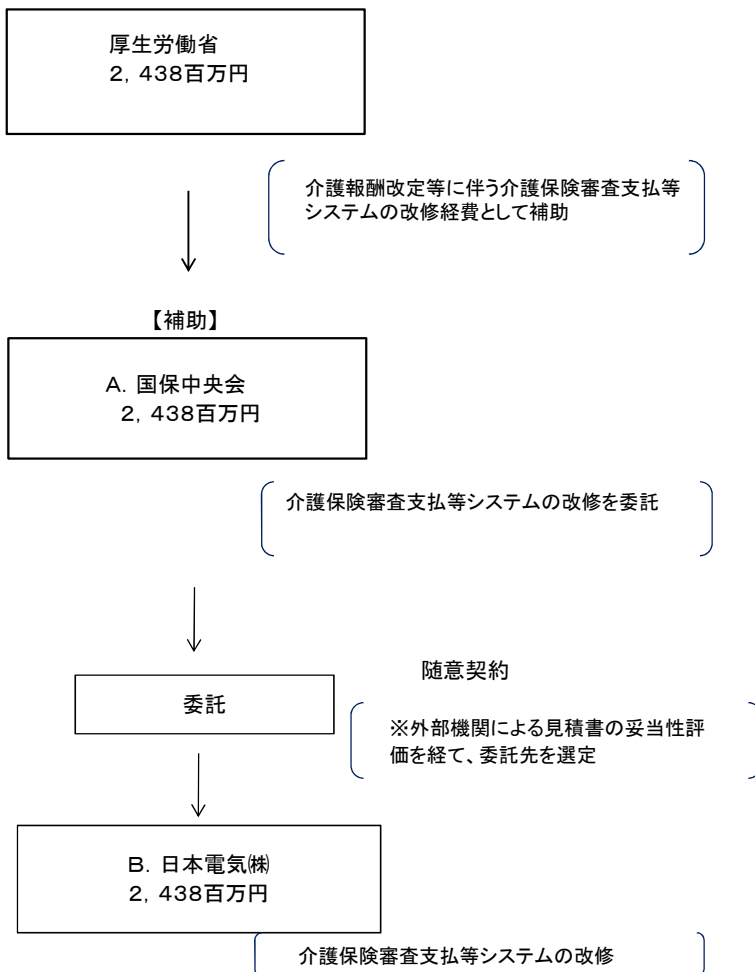 厚生労働省
２，４３８百万円
介護報酬改定等に伴う介護保険審査支払等
システムの改修経費として補助
【補助】
Ａ．国保中央会
２，４３８百万円
介護保険審査支払等システムの改修を委託
随意契約
委託
※外部機関による見積書の妥当性評
価を経て、委託先を選定
Ｂ．日本電気㈱
２，４３８百万円
介護保険審査支払等システムの改修